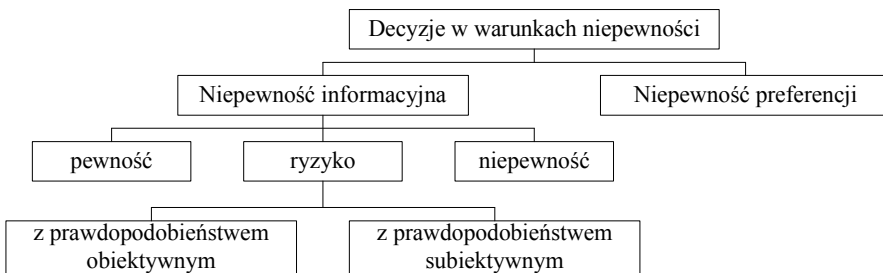 Decyzje w warunkach niepewności
Niepewność informacyjna
Niepewność preferencji
pewność
ryzyko
niepewność
z prawdopodobieństwem
obiektywnym
z prawdopodobieństwem
subiektywnym